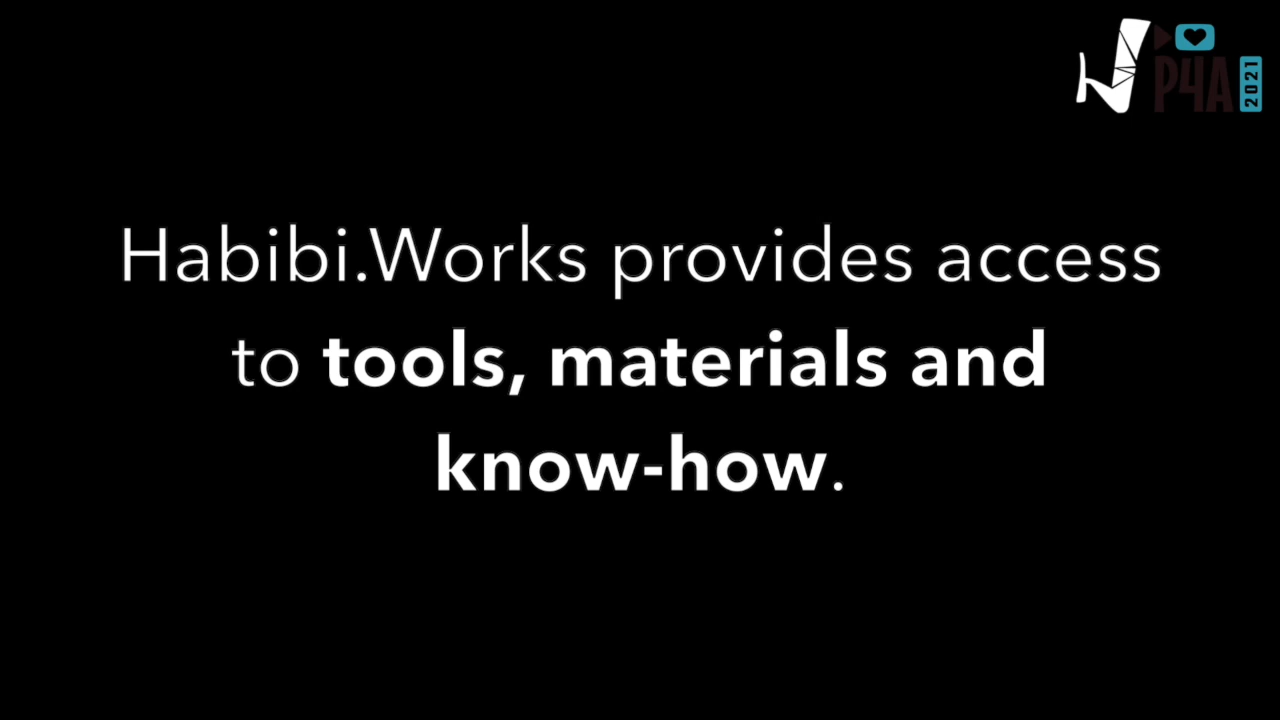 P4A
2021
Habibi.Works provides access
to tools, materials and
know-how.